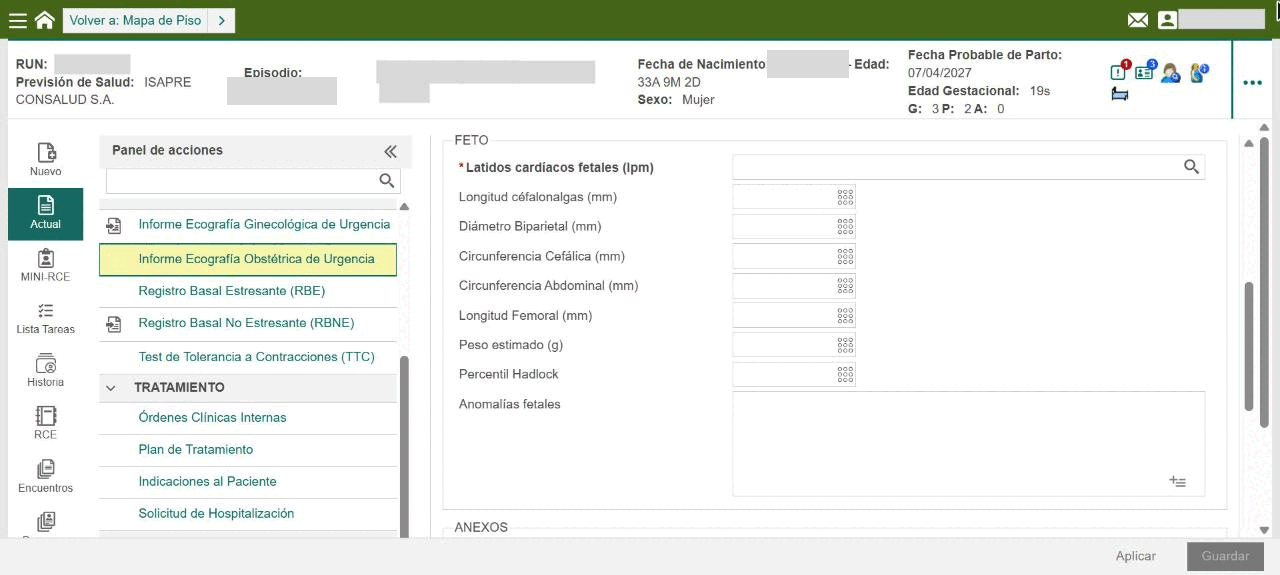 Volver a: Mapa de Piso
RUN:
Previsión de Salud: ISAPRE
CONSALUD S.A.
Episodio:
Fecha de Nacimiento - Edad:
33A 9M 2D
Sexo: Mujer
Fecha Probable de Parto:
07/04/2027
Edad Gestacional: 19s
G: 3 P: 2 A: 0
1
3
Nuevo
Actual
MINI-RCE
Lista Tareas
Historia
RCE
Encuentros
Panel de acciones
Informe Ecografía Ginecológica de Urgencia
Informe Ecografía Obstétrica de Urgencia
Registro Basal Estresante (RBE)
Registro Basal No Estresante (RBNE)
Test de Tolerancia a Contracciones (TTC)
TRATAMIENTO
Órdenes Clínicas Internas
Plan de Tratamiento
Indicaciones al Paciente
Solicitud de Hospitalización
FETO
*Latidos cardíacos fetales (lpm)
Longitud céfalonalgas (mm)
Diámetro Biparietal (mm)
Circunferencia Cefálica (mm)
Circunferencia Abdominal (mm)
Longitud Femoral (mm)
Peso estimado (g)
Percentil Hadlock
Anomalías fetales
ANEXOS
Aplicar
Guardar